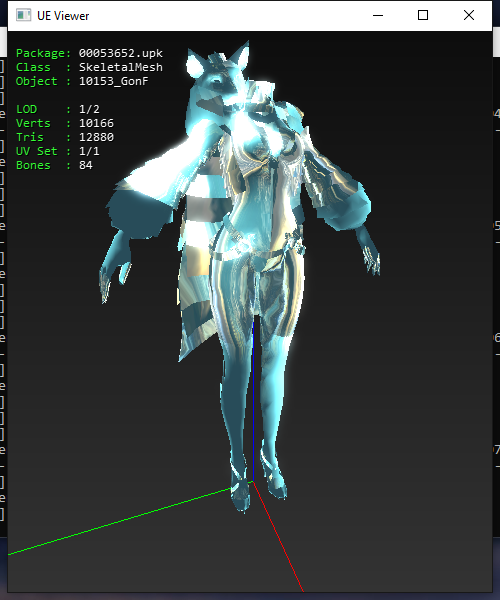 UE Viewer
Package: 00053652.upk
Class  : SkeletalMesh
Object : 10153_GonF
LOD    : 1/2
Verts  : 10166
Tris   : 12880
UV Set : 1/1
Bones  : 84